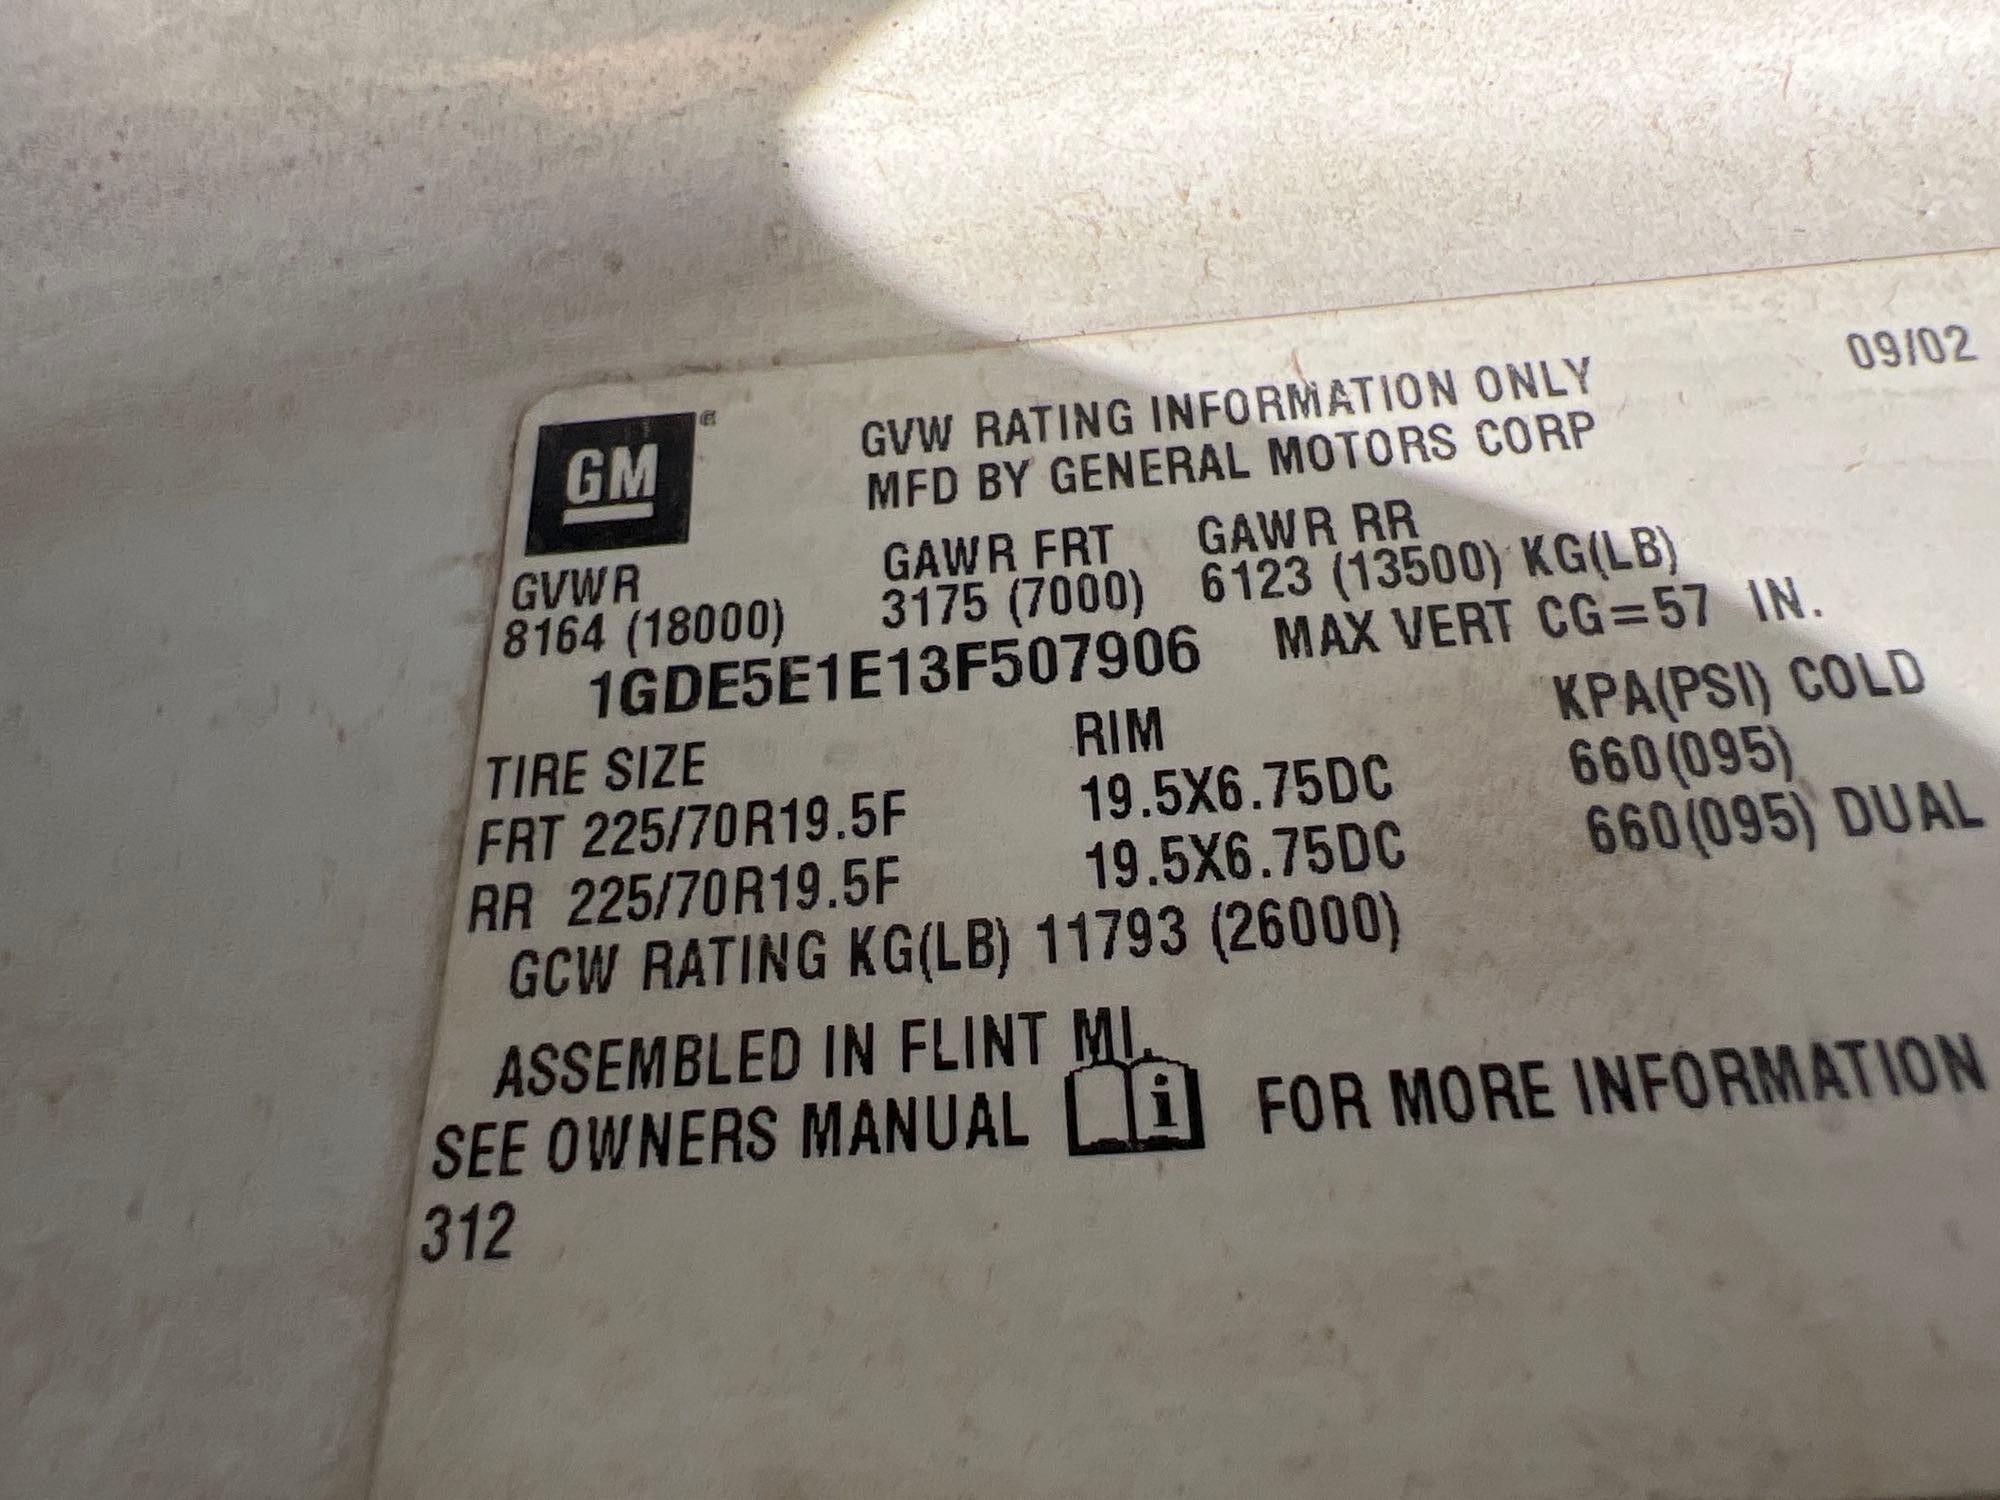 09/02
GM
GVW RATING INFORMATION ONLY
MFD BY GENERAL MOTORS CORP
GVWR GAWR FRT GAWR RR
8164 (18000) 3175 (7000) 6123 (13500) KG(LB)
1GDE5E1E13F507906 MAX VERT CG=57 IN.
TIRE SIZE RIM KPA(PSI) COLD
FRT 225/70R19.5F 19.5X6.75DC 660(095)
RR 225/70R19.5F 19.5X6.75DC 660(095) DUAL
GCW RATING KG(LB) 11793 (26000)
ASSEMBLED IN FLINT MI.
SEE OWNERS MANUAL i FOR MORE INFORMATION
312